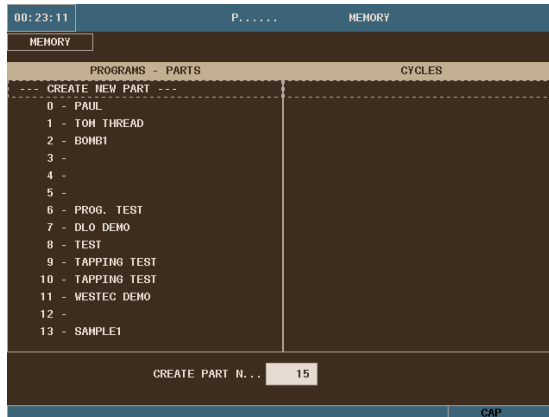 00:23:11 P...... MEMORY
MEMORY
PROGRAMS - PARTS CYCLES
--- CREATE NEW PART ---
0 - PAUL
1 - TOM THREAD
2 - BOMB1
3 -
4 -
5 -
6 - PROG. TEST
7 - DLO DEMO
8 - TEST
9 - TAPPING TEST
10 - TAPPING TEST
11 - WESTEC DEMO
12 -
13 - SAMPLE1
CREATE PART N... 15
CAP